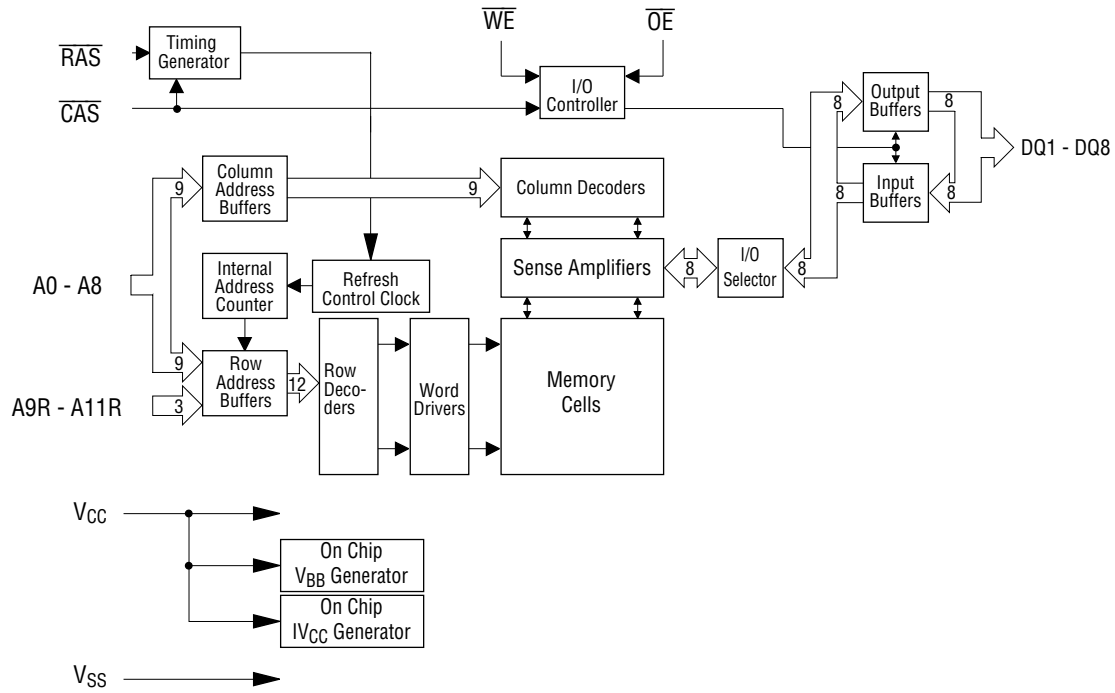 WE
OE
RAS
Timing
Generator
I/O
Controller
CAS
Output
Buffers
8
8
DQ1 - DQ8
Column
Address
Buffers
9
9
Column Decoders
Input
Buffers
8
8
Internal
Address
Counter
Refresh
Control Clock
Sense Amplifiers
8
I/O
Selector
8
A0 - A8
9
Row
Address
Buffers
12
Row
Deco-
ders
Word
Drivers
Memory
Cells
A9R - A11R
3
VCC
On Chip
VBB Generator
On Chip
IVCC Generator
VSS